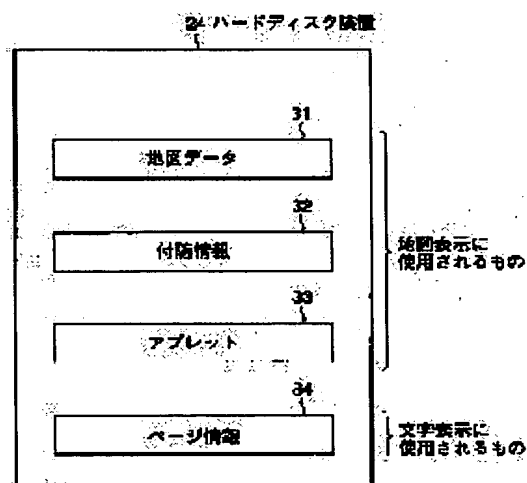 24 ハードディスク装置
31
地図データ
32
付随情報
33
アプレット
地図表示に
使用されるもの
34
ページ情報
文字表示に
使用されるもの